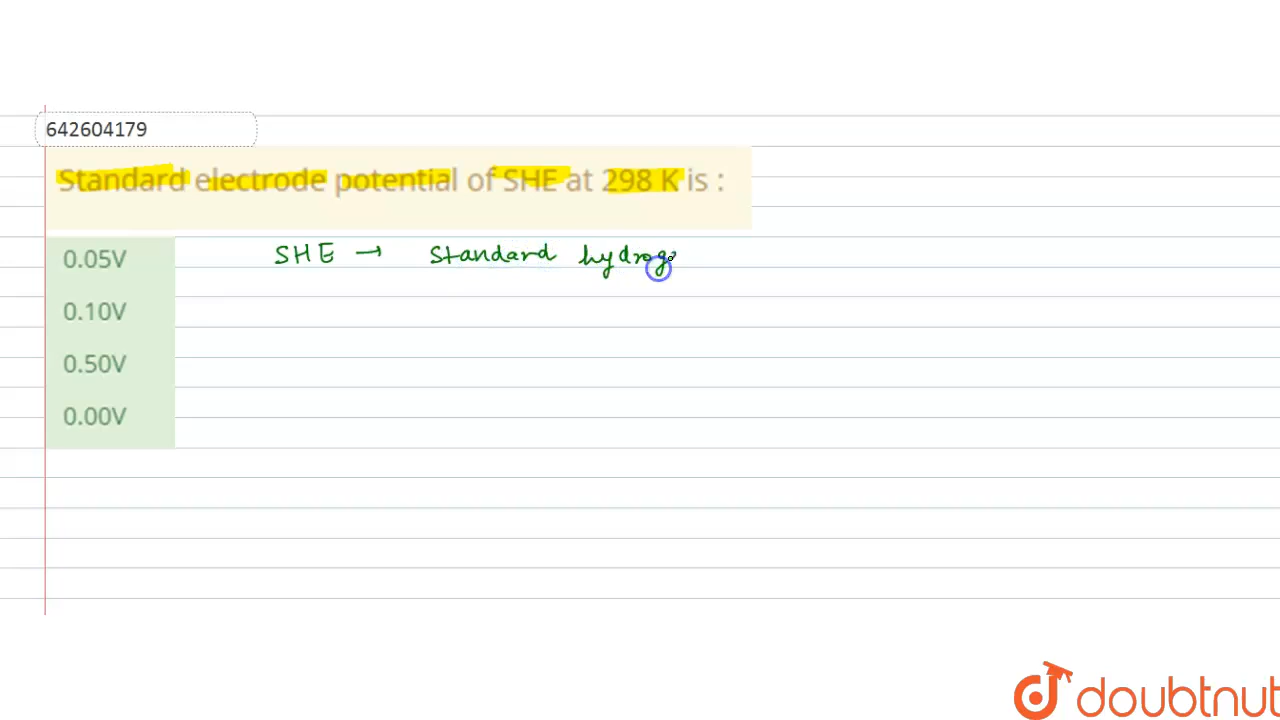 642604179
Standard electrode potential of SHE at 298 K is :
0.05V
SHE → Standard hydrog
0.10V
0.50V
0.00V
doubtnut